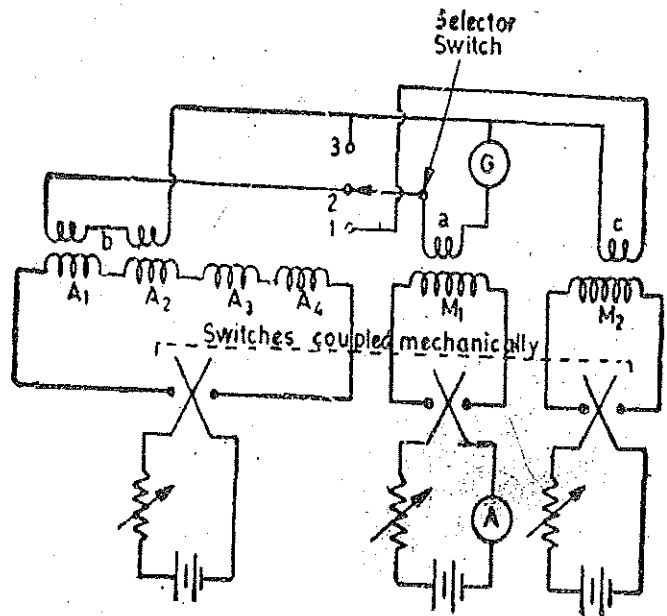 Selector
Switch
3
G
2
a
c
1
b
A1 A2 A3 A4
M1
M2
Switches coupled mechanically
A